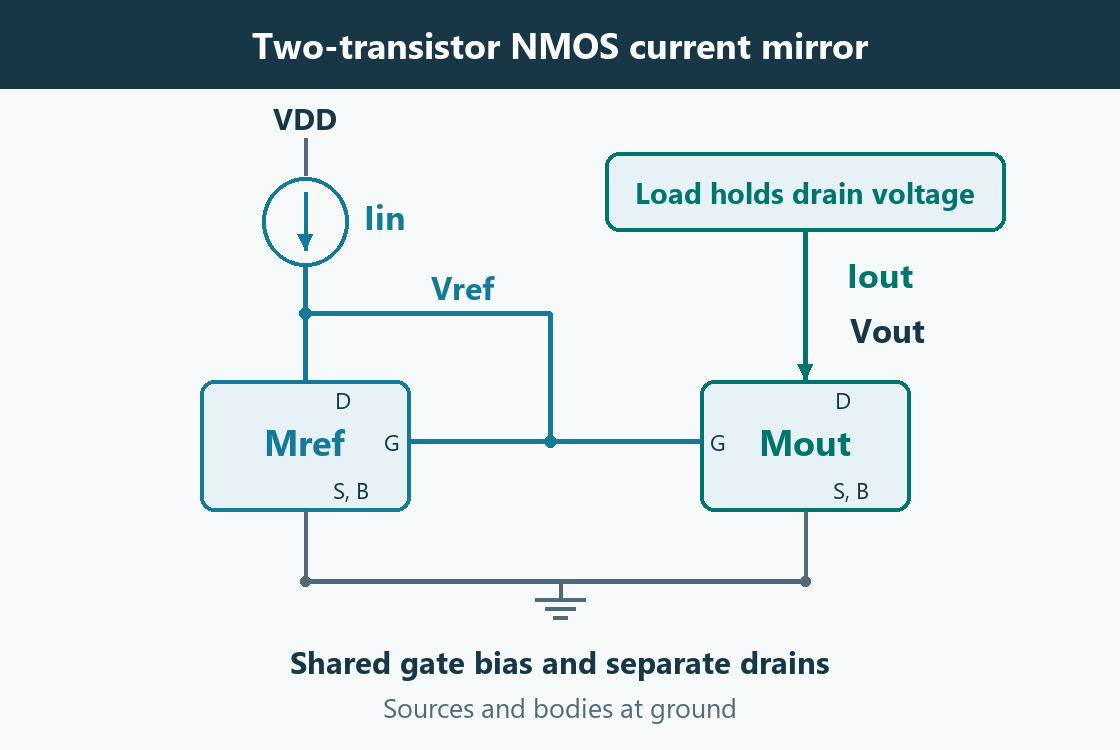 Two-transistor NMOS current mirror
VDD
Iin
Load holds drain voltage
Vref
Iout
Vout
D
Mref
G
S, B
D
G
Mout
S, B
Shared gate bias and separate drains
Sources and bodies at ground